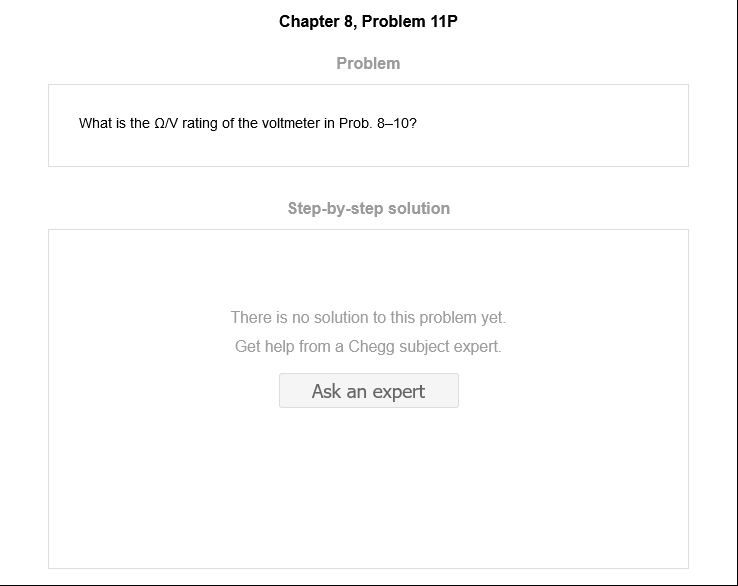 Chapter 8, Problem 11P
Problem
What is the Ω/V rating of the voltmeter in Prob. 8–10?
Step-by-step solution
There is no solution to this problem yet.
Get help from a Chegg subject expert.
Ask an expert